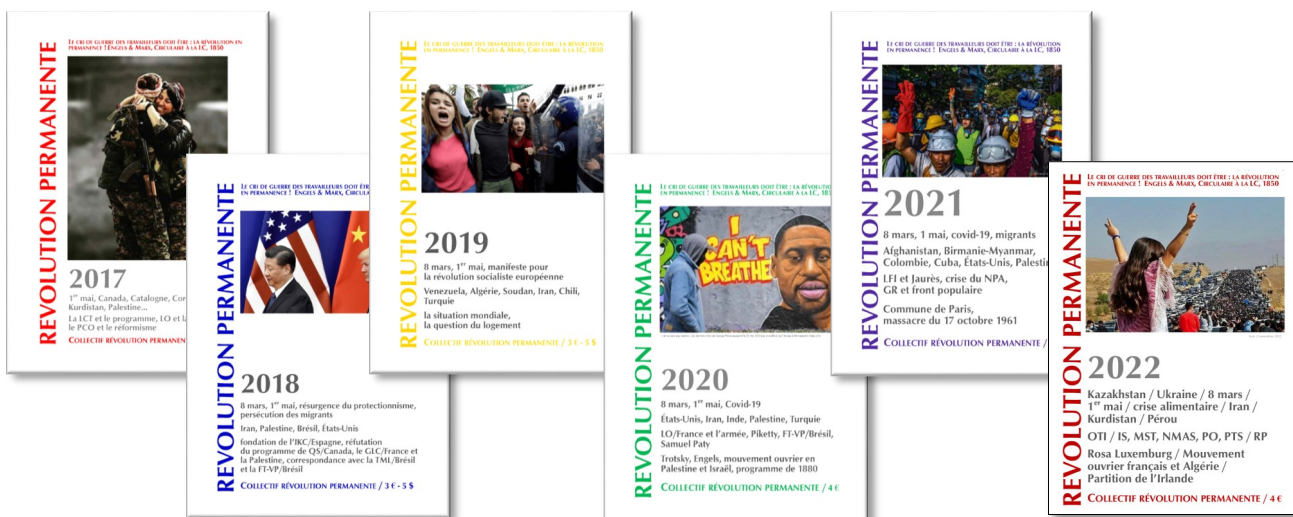 REVOLUTION PERMANENTE
LE CRI DE GUERRE DES TRAVAILLEURS DOIT ÊTRE : LA RÉVOLUTION EN
PERMANENCE ! ENGELS & MARX, CIRCULAIRE À LA LC, 1850
2017
1er mai, Canada, Catalogne, Cor
Kurdistan, Palestine...
La LCT et le programme, LO et la
le PCO et le réformisme
COLLECTIF RÉVOLUTION PERMANEN
REVOLUTION PERMANENTE
LE CRI DE GUERRE DES TRAVAILLEURS DOIT ÊTR
EN PERMANENCE ! ENGELS & MARX, CIRCULA
2018
8 mars, 1er mai, résurgence du protectionnisme,
persécution des migrants
Iran, Palestine, Brésil, États-Unis
fondation de l'IKC/Espagne, réfutation
du programme de QS/Canada, le GLC/France et
la Palestine, correspondance avec la TML/Brésil
et la FT-VP/Brésil
COLLECTIF RÉVOLUTION PERMANENTE / 3 € - 5 $
REVOLUTION PERMANENTE
LE CRI DE GUERRE DES TRAVAILLEURS DOIT ÊTRE : LA RÉVOLUTION
EN PERMANENCE ! ENGELS & MARX, CIRCULAIRE À LA LC, 1850
2019
8 mars, 1er mai, manifeste pour
la révolution socialiste européenne
Venezuela, Algérie, Soudan, Iran, Chili,
Turquie
la situation mondiale,
la question du logement
COLLECTIF RÉVOLUTION PERMANENTE / 3 € - 5 $
REVOLUTION PERMANENTE
LE CRI DE GUERRE DES TRAVAILLEURS DOIT ÊTRE : LA RÉVOLUTIO
EN PERMANENCE ! ENGELS & MARX, CIRCULAIRE À LA LC, 185
I
CAN'T
BREATHE
2020
8 mars, 1er mai, Covid-19
États-Unis, Iran, Inde, Palestine, Turquie
LO/France et l'armée, Piketty, FT-VP/Brésil,
Samuel Paty
Trotsky, Engels, mouvement ouvrier en
Palestine et Israël, programme de 1880
COLLECTIF RÉVOLUTION PERMANENTE / 4 €
REVOLUTION PERMANENTE
LE CRI DE GUERRE DES TRAVAILLEURS DOIT ÊTRE : LA RÉVOLUTION
EN PERMANENCE ! ENGELS & MARX, CIRCULAIRE À LA LC, 1850
2021
8 mars, 1 mai, covid-19, migrants
Afghanistan, Birmanie-Myanmar,
Colombie, Cuba, États-Unis, Palestin
LFI et Jaurès, crise du NPA,
GR et front populaire
Commune de Paris,
massacre du 17 octobre 1961
COLLECTIF RÉVOLUTION PERMANENTE /
REVOLUTION PERMANENTE
LE CRI DE GUERRE DES TRAVAILLEURS DOIT ÊTRE : LA RÉVOLUTION
EN PERMANENCE ! ENGELS & MARX, CIRCULAIRE À LA LC, 1850
2022
Kazakhstan / Ukraine / 8 mars /
1er mai / crise alimentaire / Iran /
Kurdistan / Pérou
OTI / IS, MST, NMAS, PO, PTS / RP
Rosa Luxemburg / Mouvement
ouvrier français et Algérie /
Partition de l'Irlande
COLLECTIF RÉVOLUTION PERMANENTE / 4 €